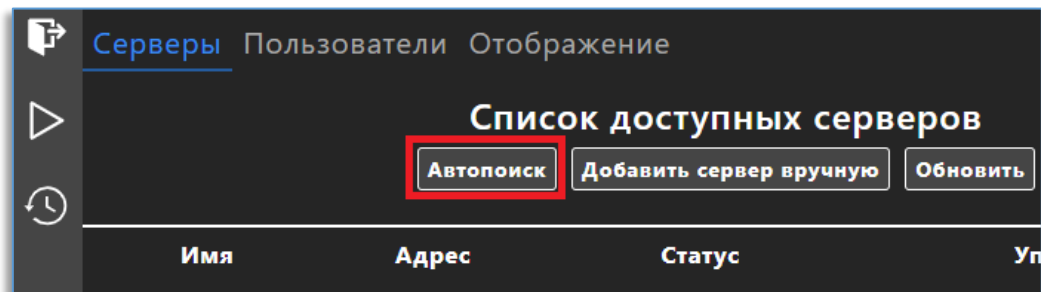 Серверы Пользователи Отображение
Список доступных серверов
Автопоиск Добавить сервер вручную Обновить
Имя Адрес Статус